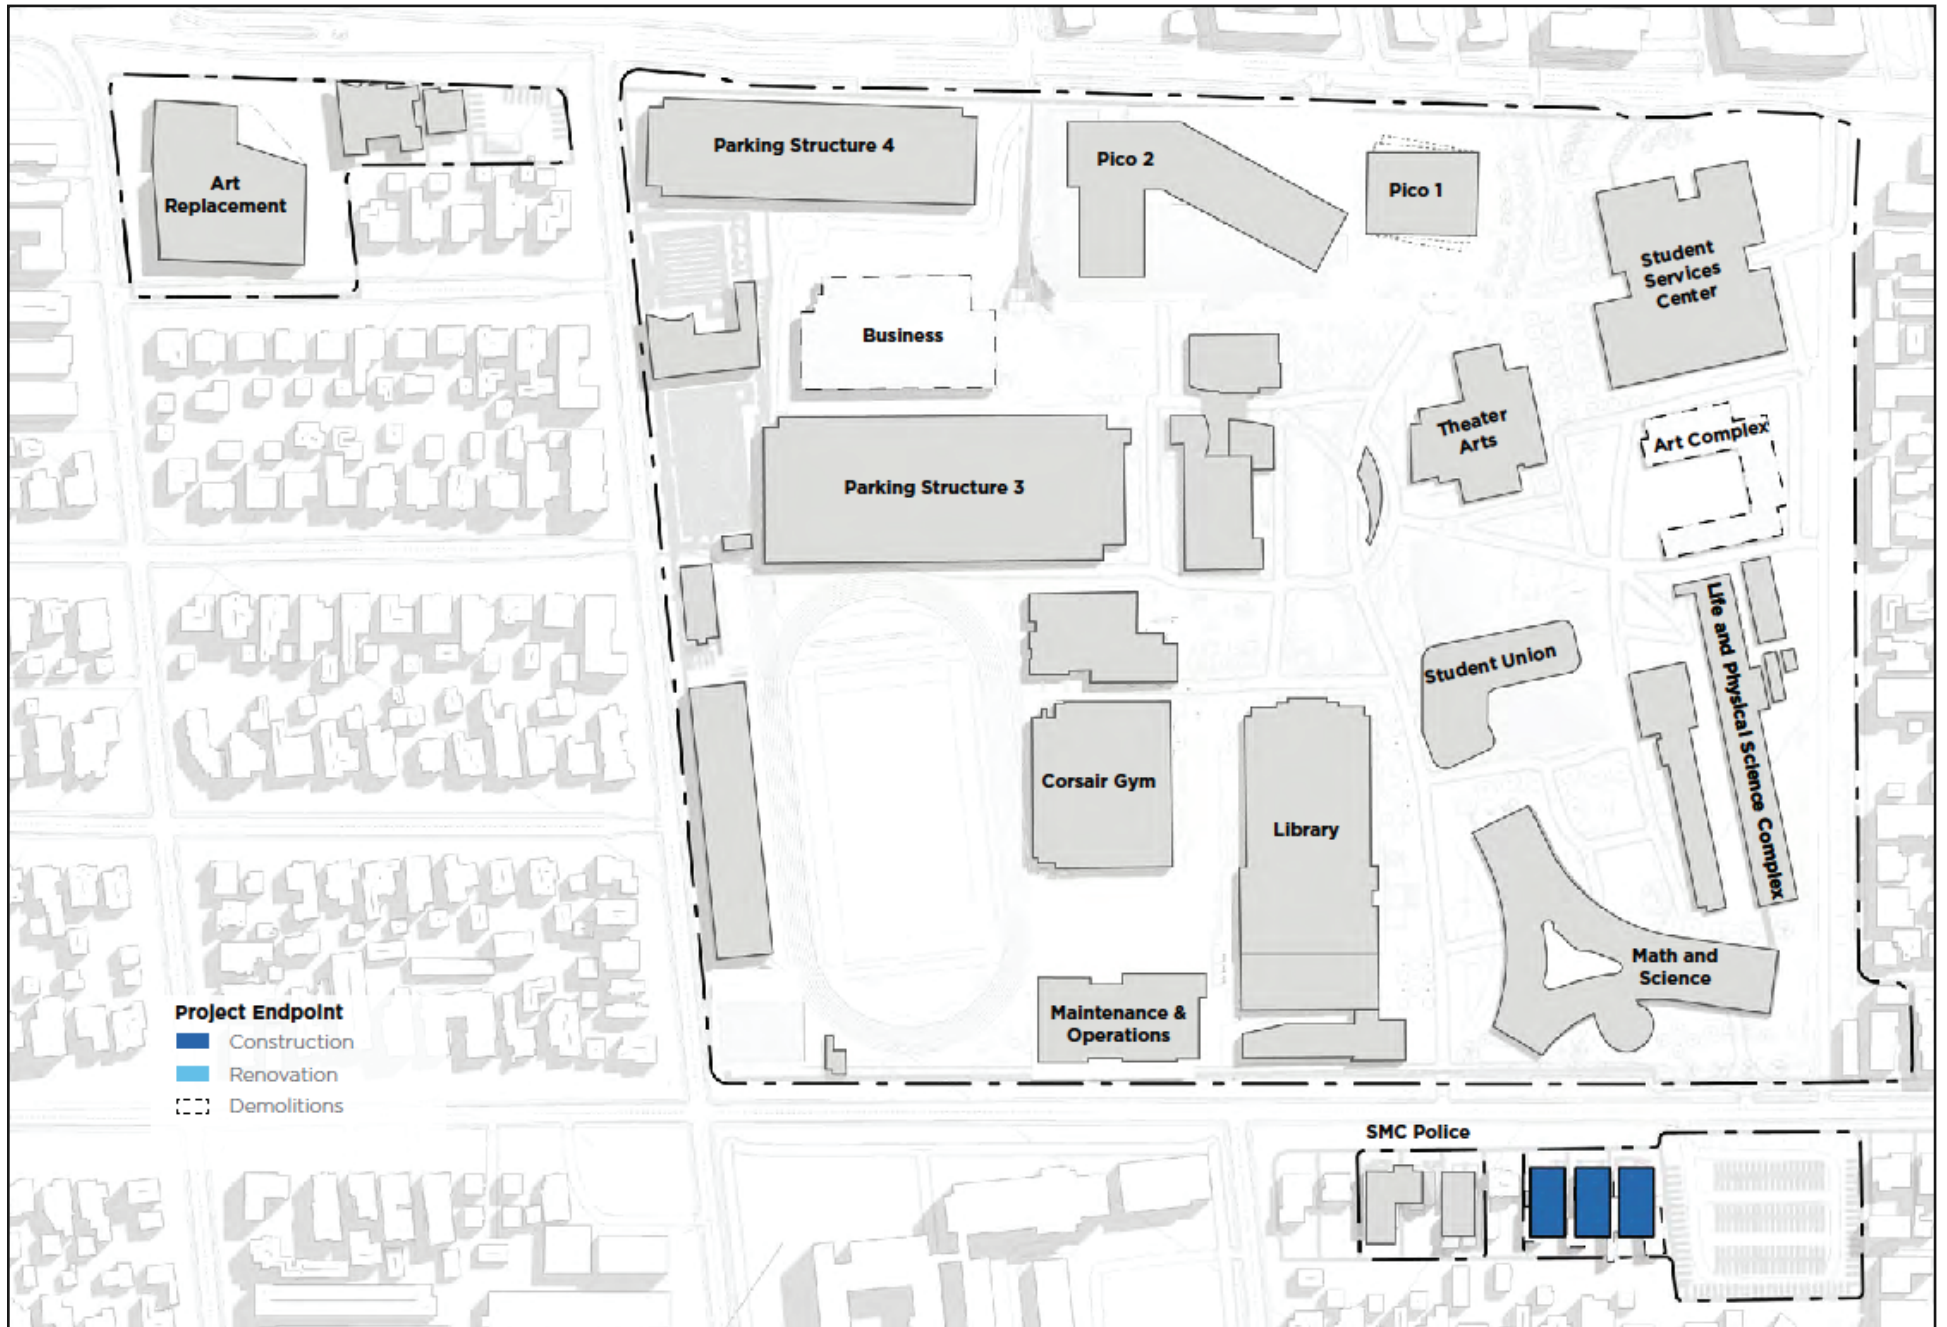 Parking Structure 4
Pico 2
Pico 1
Art
Replacement
Student
Services
Center
Business
Theater
Arts
Art Complex
Parking Structure 3
Life and Physical Science Complex
Student Union
Corsair Gym
Library
Math and
Science
Maintenance &
Operations
Project Endpoint
Construction
Renovation
Demolitions
SMC Police